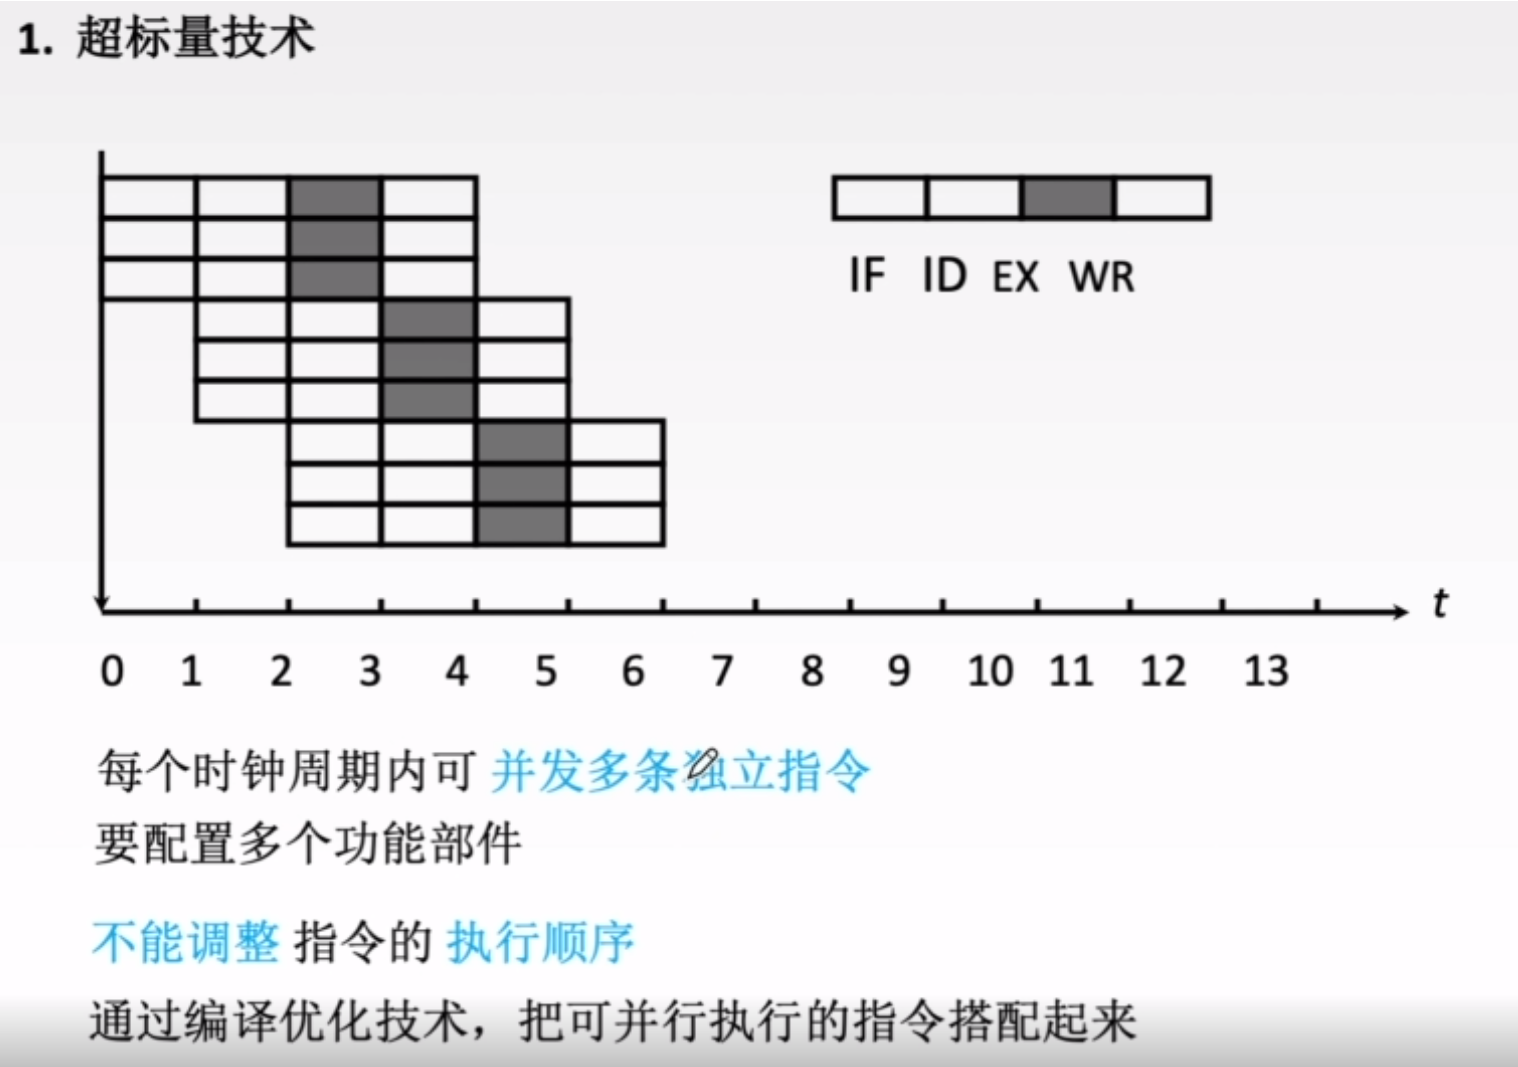 1. 超标量技术
IF ID EX WR
t
0 1 2 3 4 5 6 7 8 9 10 11 12 13
每个时钟周期内可 并发多条独立指令
要配置多个功能部件
不能调整 指令的 执行顺序
通过编译优化技术，把可并行执行的指令搭配起来